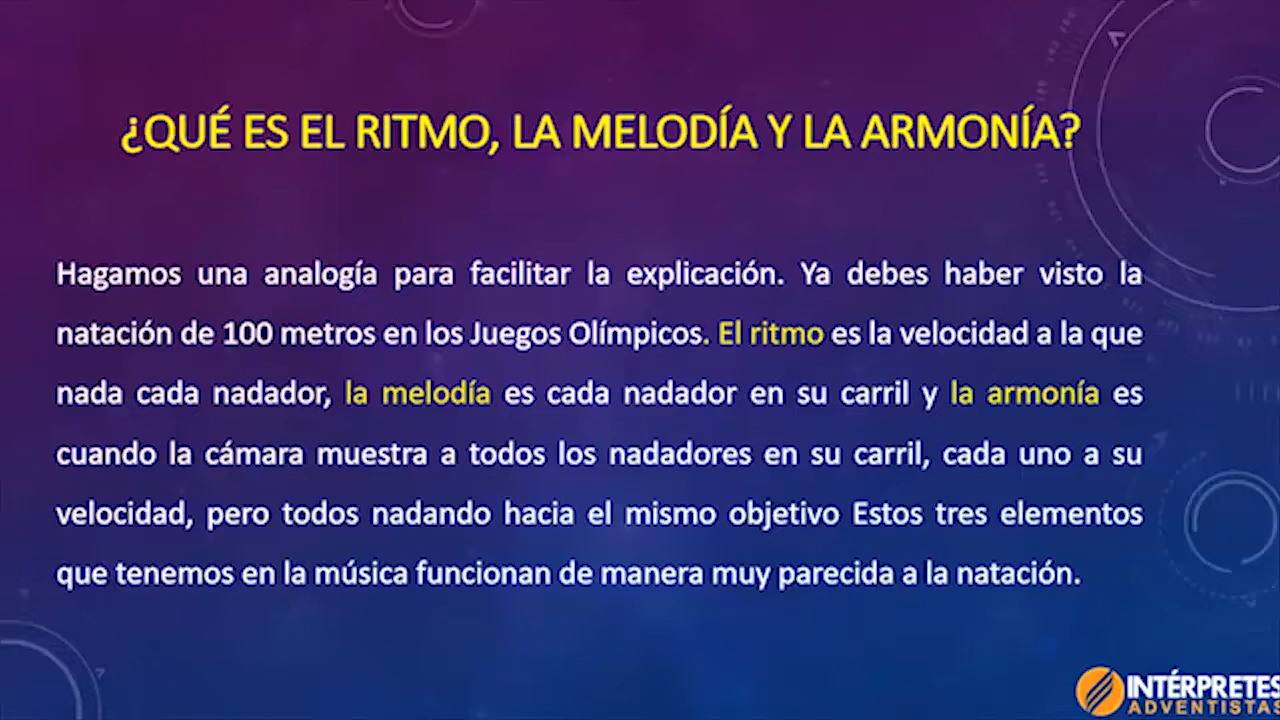 ¿QUÉ ES EL RITMO, LA MELODÍA Y LA ARMONÍA?
Hagamos una analogía para facilitar la explicación. Ya debes haber visto la
natación de 100 metros en los Juegos Olímpicos. El ritmo es la velocidad a la que
nada cada nadador, la melodía es cada nadador en su carril y la armonía es
cuando la cámara muestra a todos los nadadores en su carril, cada uno a su
velocidad, pero todos nadando hacia el mismo objetivo Estos tres elementos
que tenemos en la música funcionan de manera muy parecida a la natación.
INTÉRPRETES
ADVENTISTAS